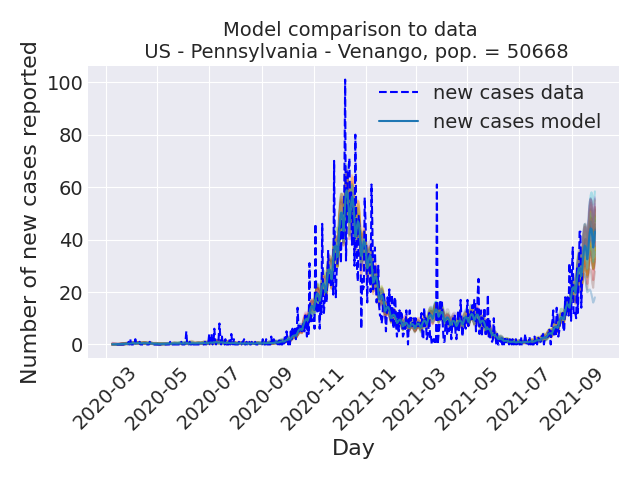 Model comparison to data
US - Pennsylvania - Venango, pop. = 50668
Number of new cases reported
100
80
60
40
20
0
new cases data
new cases model
2020-03
2020-05
2020-07
2020-09
2020-11
2021-01
2021-03
2021-05
2021-07
2021-09
Day